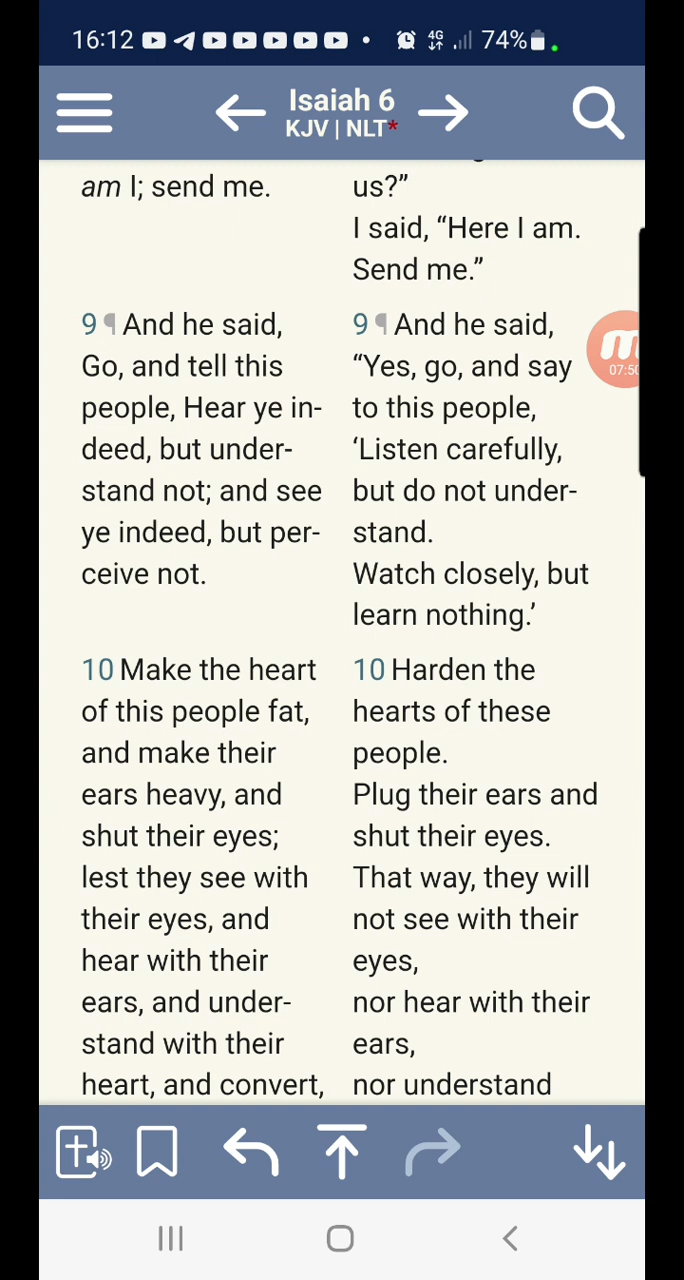 16:12
4G
74%
Isaiah 6
KJV | NLT*
am I; send me.
9 ¶ And he said,
Go, and tell this
people, Hear ye in-
deed, but under-
stand not; and see
ye indeed, but per-
ceive not.
10 Make the heart
of this people fat,
and make their
ears heavy, and
shut their eyes;
lest they see with
their eyes, and
hear with their
ears, and under-
stand with their
heart, and convert,
us?”
I said, “Here I am.
Send me.”
9 ¶ And he said,
“Yes, go, and say
to this people,
‘Listen carefully,
but do not under-
stand.
Watch closely, but
learn nothing.’
10 Harden the
hearts of these
people.
Plug their ears and
shut their eyes.
That way, they will
not see with their
eyes,
nor hear with their
ears,
nor understand
07:50